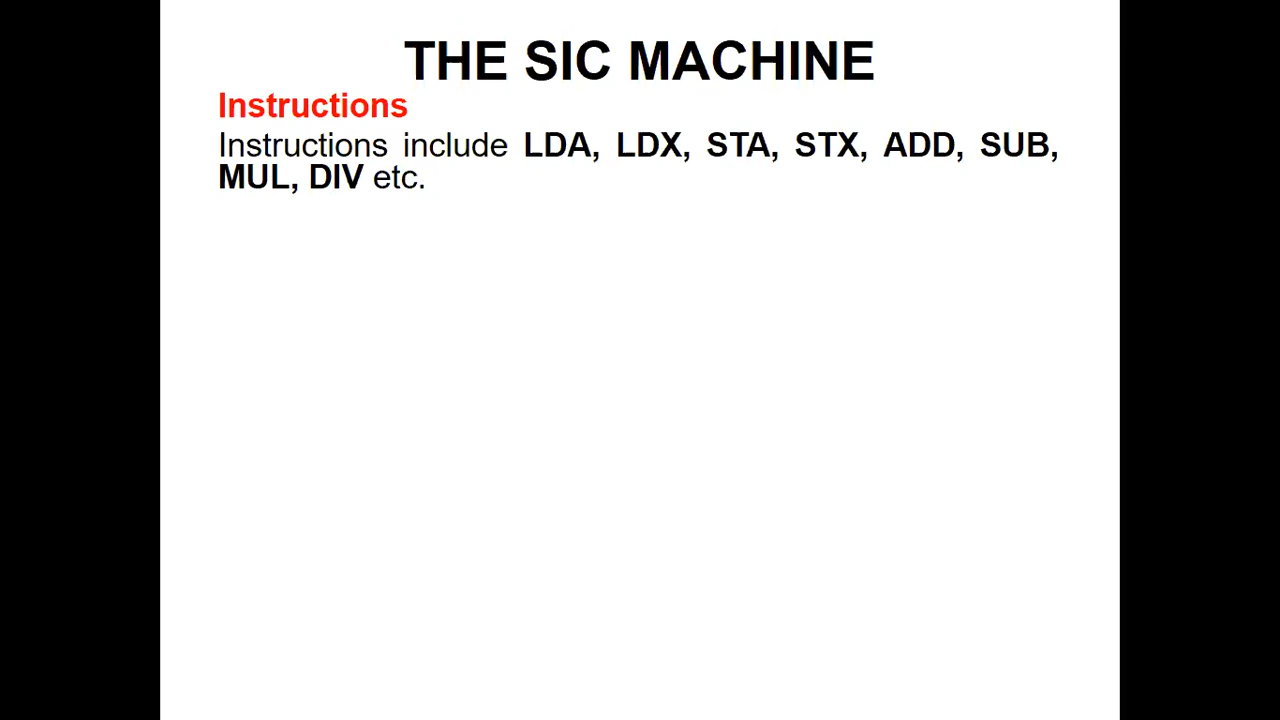 THE SIC MACHINE
Instructions
Instructions include LDA, LDX, STA, STX, ADD, SUB,
MUL, DIV etc.